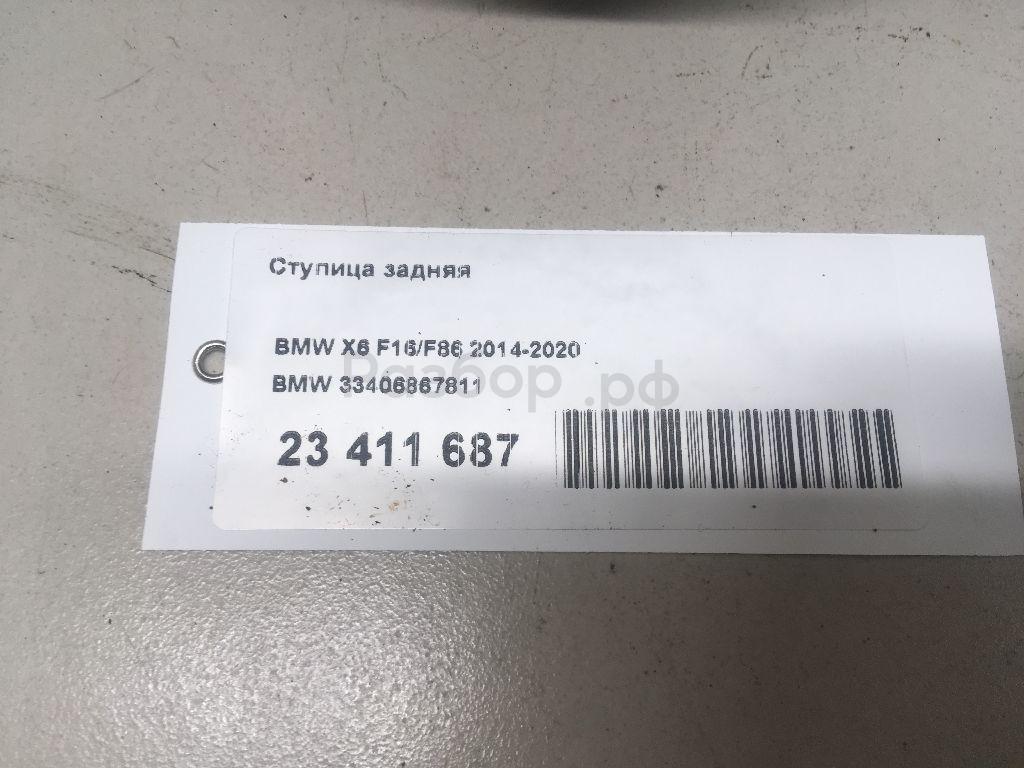 Ступица задняя
BMW X6 F16/F86 2014-2020
BMW 33406867811
Разбор.рф
23 411 687